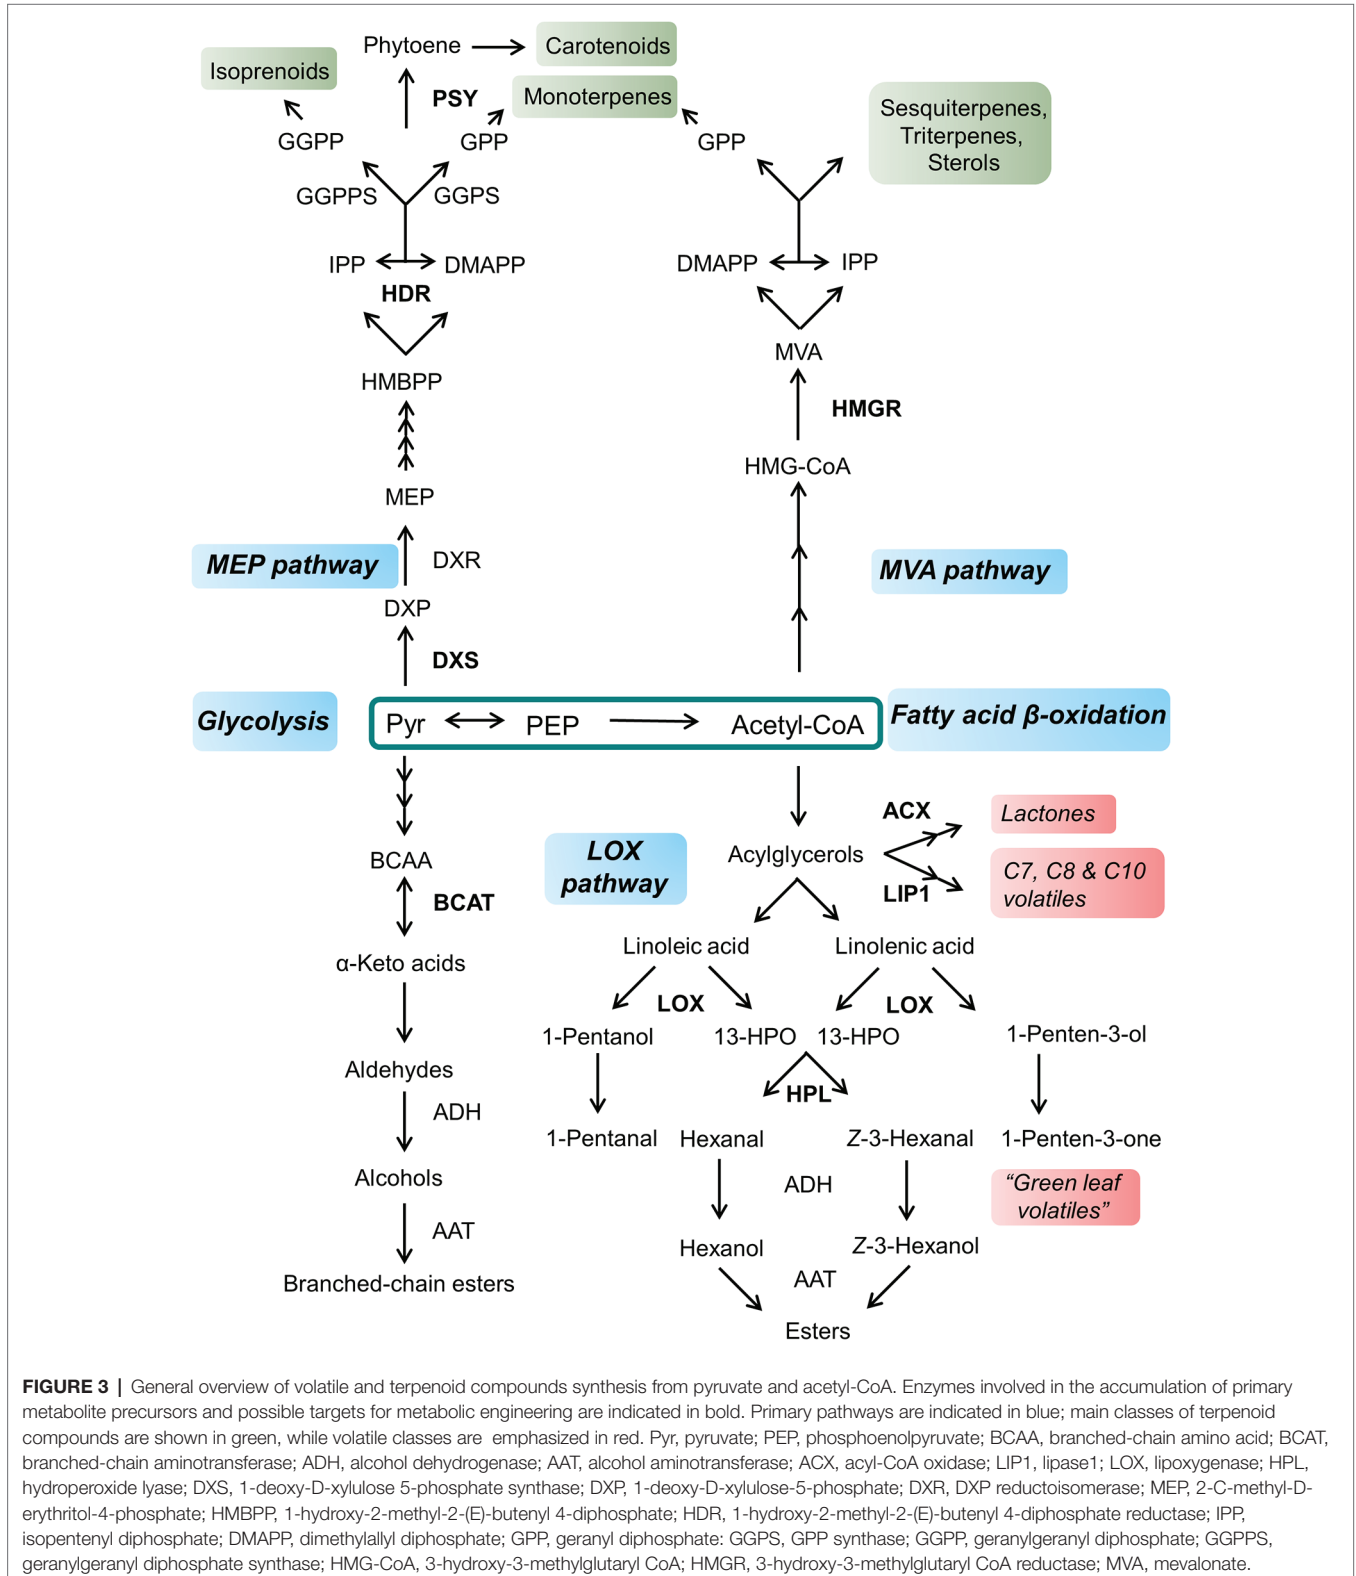 Phytoene
Carotenoids
Isoprenoids
PSY
Monoterpenes
Sesquiterpenes,
Triterpenes,
Sterols
GGPP
GPP
GPP
GGPPS
GGPS
IPP
DMAPP
DMAPP
IPP
HDR
MVA
HMBPP
HMGR
HMG-CoA
MEP
MEP pathway
DXR
MVA pathway
DXP
DXS
Glycolysis
Pyr
PEP
Acetyl-CoA
Fatty acid β-oxidation
ACX
Lactones
BCAA
LOX
pathway
Acylglycerols
C7, C8 & C10
volatiles
LIP1
BCAT
Linoleic acid
Linolenic acid
α-Keto acids
LOX
LOX
1-Pentanol
13-HPO
13-HPO
1-Penten-3-ol
Aldehydes
HPL
ADH
1-Pentanal
Hexanal
Z-3-Hexanal
1-Penten-3-one
Alcohols
ADH
“Green leaf
volatiles”
AAT
Hexanol
Z-3-Hexanol
Branched-chain esters
AAT
Esters
FIGURE 3 | General overview of volatile and terpenoid compounds synthesis from pyruvate and acetyl-CoA. Enzymes involved in the accumulation of primary
metabolite precursors and possible targets for metabolic engineering are indicated in bold. Primary pathways are indicated in blue; main classes of terpenoid
compounds are shown in green, while volatile classes are emphasized in red. Pyr, pyruvate; PEP, phosphoenolpyruvate; BCAA, branched-chain amino acid; BCAT,
branched-chain aminotransferase; ADH, alcohol dehydrogenase; AAT, alcohol aminotransferase; ACX, acyl-CoA oxidase; LIP1, lipase1; LOX, lipoxygenase; HPL,
hydroperoxide lyase; DXS, 1-deoxy-D-xylulose 5-phosphate synthase; DXP, 1-deoxy-D-xylulose-5-phosphate; DXR, DXP reductoisomerase; MEP, 2-C-methyl-D-
erythritol-4-phosphate; HMBPP, 1-hydroxy-2-methyl-2-(E)-butenyl 4-diphosphate; HDR, 1-hydroxy-2-methyl-2-(E)-butenyl 4-diphosphate reductase; IPP,
isopentenyl diphosphate; DMAPP, dimethylallyl diphosphate; GPP, geranyl diphosphate: GGPS, GPP synthase; GGPP, geranylgeranyl diphosphate; GGPPS,
geranylgeranyl diphosphate synthase; HMG-CoA, 3-hydroxy-3-methylglutaryl CoA; HMGR, 3-hydroxy-3-methylglutaryl CoA reductase; MVA, mevalonate.